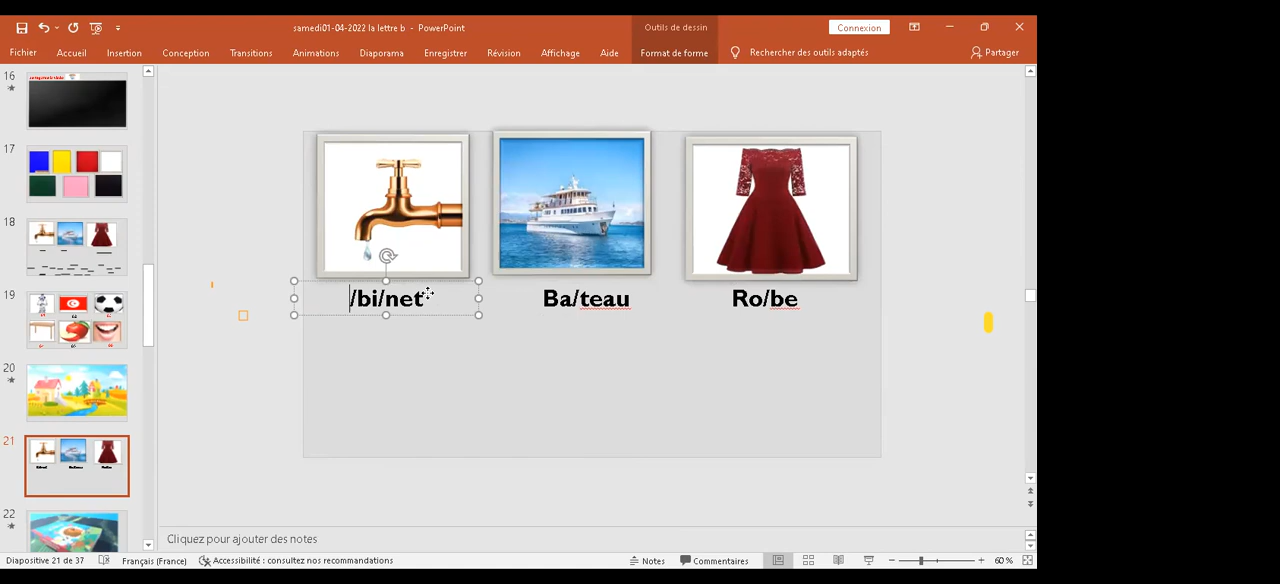 samedi01-04-2022 la lettre b - PowerPoint
Outils de dessin
Connexion
Fichier Accueil Insertion Conception Transitions Animations Diaporama Enregistrer Révision Affichage Aide Format de forme Rechercher des outils adaptés Partager
16
17
18
19
20
21
22
/bi/net
Ba/teau
Ro/be
Cliquez pour ajouter des notes
Diapositive 21 de 37 Français (France) Accessibilité : consultez nos recommandations Notes Commentaires 60 %